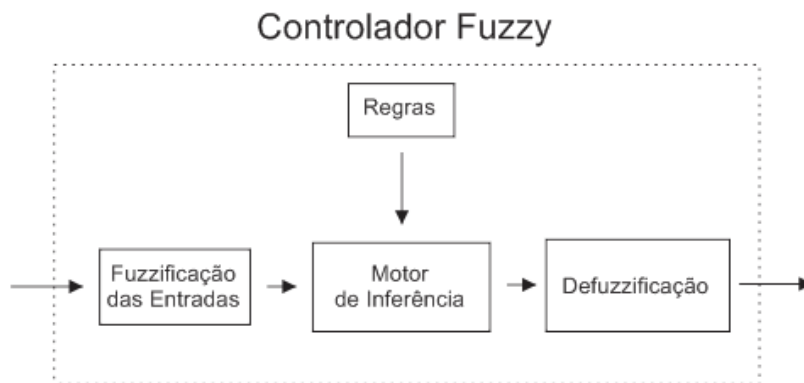 Controlador Fuzzy
Regras
Fuzzificação
das Entradas
Motor
de Inferência
Defuzzificação